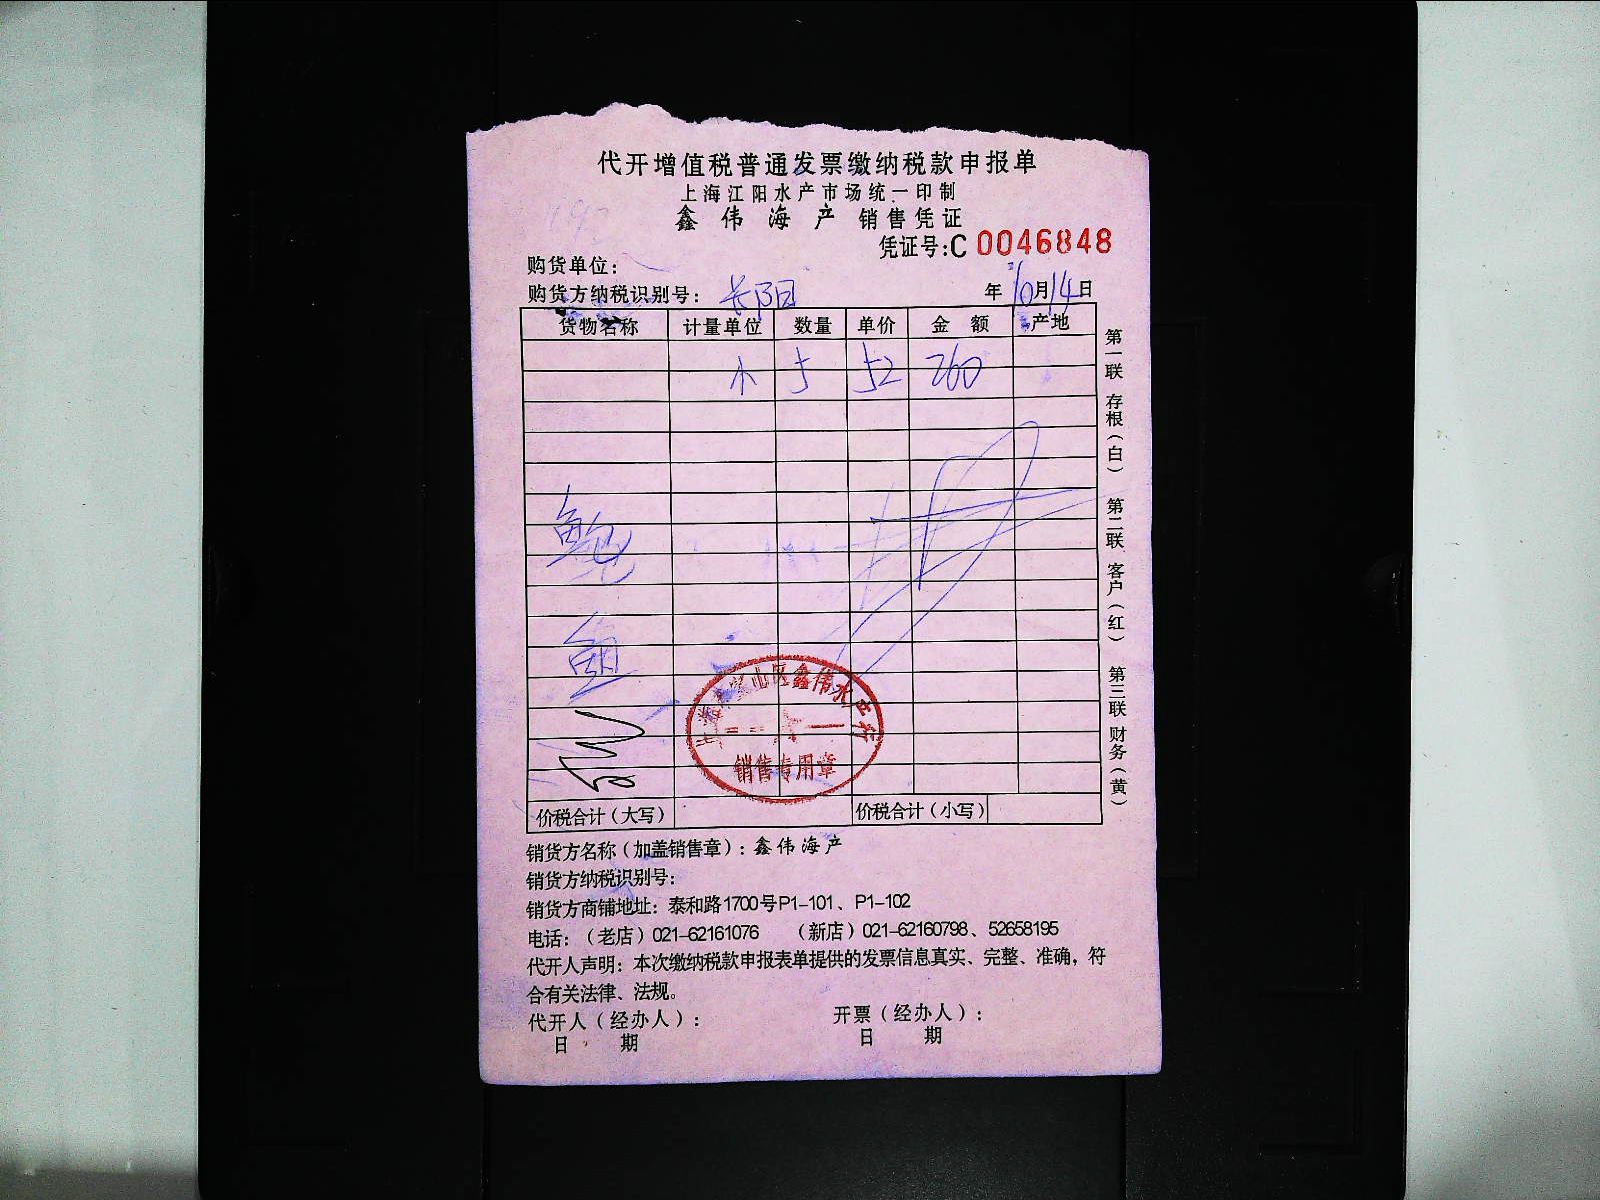 代开增值税普通发票缴纳税款申报单
上海江阳水产市场统一印制
鑫伟海产 销售凭证
凭证号:C 0046848
购货单位:
购货方纳税识别号: 长阳 年 10月14日
货物名称 计量单位 数量 单价 金额 产地
小 5 52 260
鲍
鱼
价税合计(大写) 价税合计(小写)
第一联 存根(白) 第二联 客户(红) 第三联 财务(黄)
山区鑫伟水
销售专用章
销货方名称(加盖销售章):鑫伟海产
销货方纳税识别号:
销货方商铺地址:泰和路1700号P1-101、P1-102
电话:(老店)021-62161076 (新店)021-62160798、52658195
代开人声明:本次缴纳税款申报表单提供的发票信息真实、完整、准确,符
合有关法律、法规。
代开人(经办人): 开票(经办人):
日 期 日 期